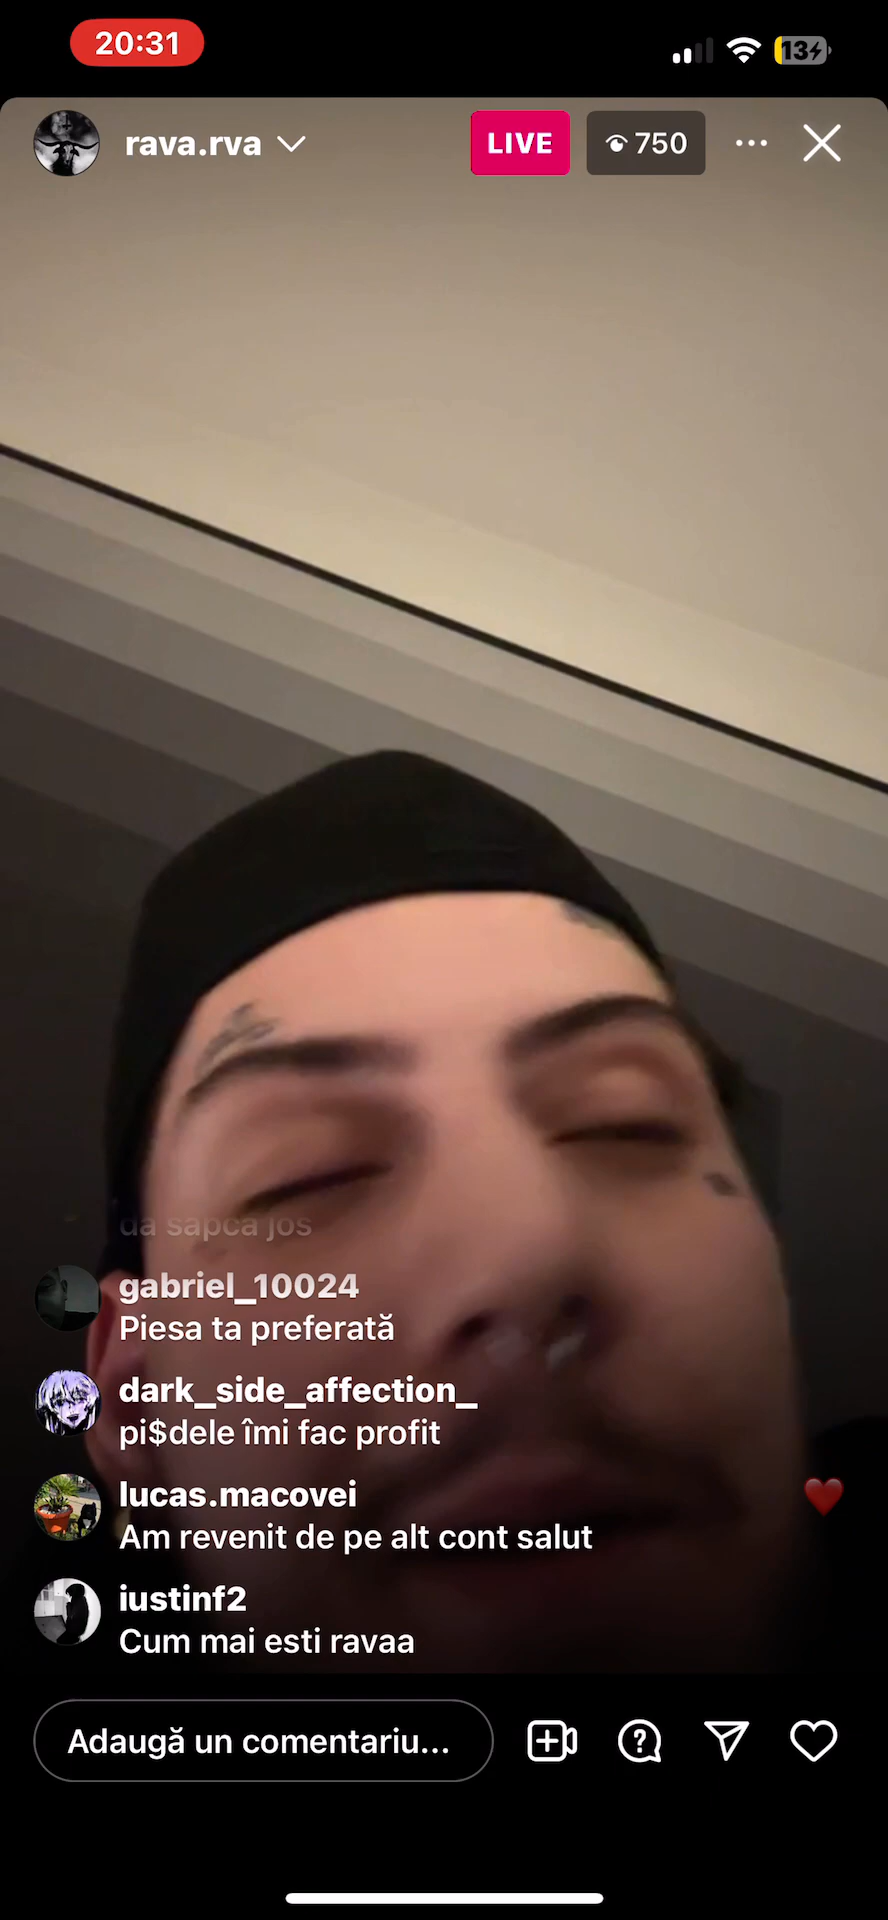 20:31
13
rava.rva
LIVE
750
da sapca jos
gabriel_10024
Piesa ta preferată
dark_side_affection_
pi$dele îmi fac profit
lucas.macovei
Am revenit de pe alt cont salut
iustinf2
Cum mai esti ravaa
Adaugă un comentariu...